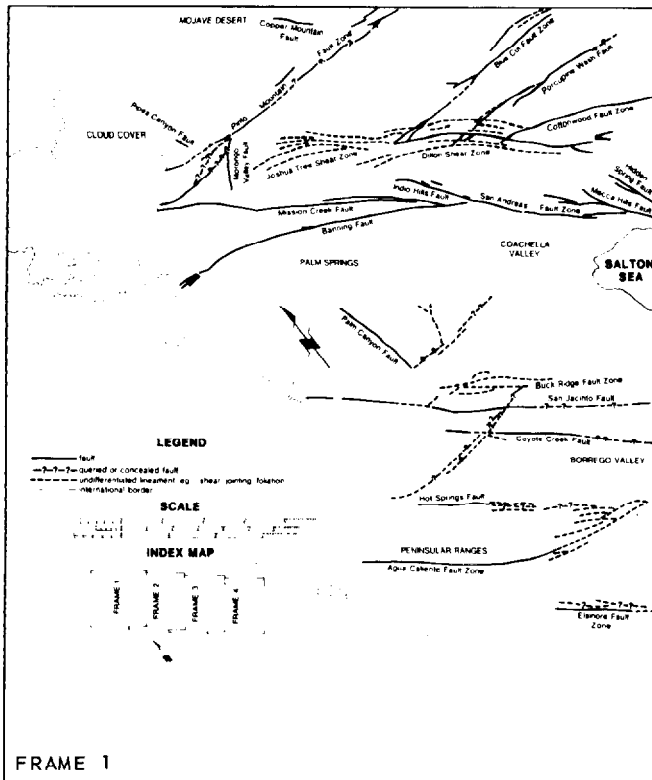 MOJAVE DESERT
Copper Mountain
Fault
Pinto Mountain Fault Zone
Blue Cut Fault Zone
Porcupine Wash Fault
Pipes Canyon Fault
CLOUD COVER
Morongo
Valley Fault
Cottonwood Fault Zone
Joshua Tree Shear Zone
Dillon Shear Zone
Hidden
Spring Fault
Indio Hills Fault
San Andreas Fault Zone
Mecca Hills Fault
Mission Creek Fault
Banning Fault
COACHELLA
VALLEY
PALM SPRINGS
SALTON
SEA
Palm Canyon Fault
Buck Ridge Fault Zone
San Jacinto Fault
Coyote Creek Fault
BORREGO VALLEY
LEGEND
fault
-?-?-?- queried or concealed fault
undifferentiated lineament eg. shear jointing foliation
international border
Hot Springs Fault
SCALE
INDEX MAP
PENINSULAR RANGES
Agua Caliente Fault Zone
FRAME 1
FRAME 2
FRAME 3
FRAME 4
Elsinore Fault
Zone
FRAME 1